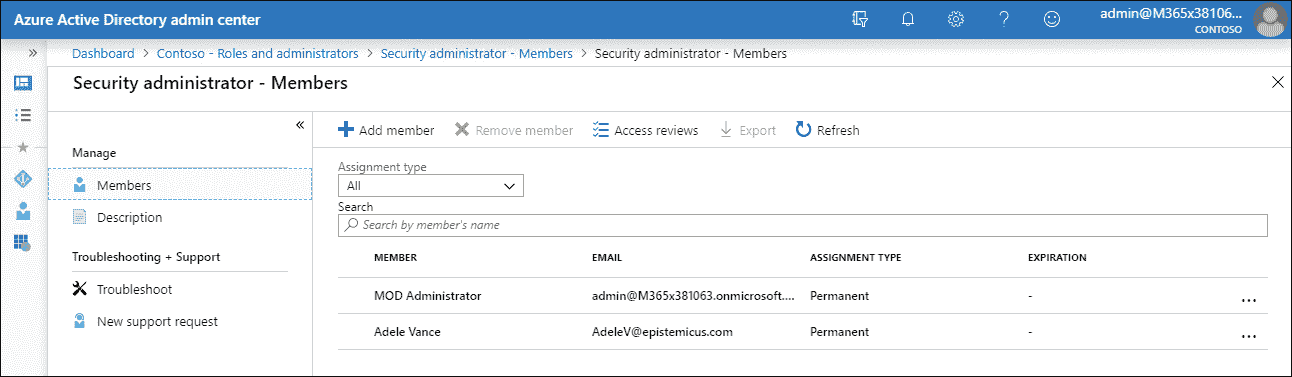 Azure Active Directory admin center
admin@M365x38106...
CONTOSO
Dashboard > Contoso - Roles and administrators > Security administrator - Members > Security administrator - Members
Security administrator - Members
Add member Remove member Access reviews Export Refresh
Manage
Members
Description
Troubleshooting + Support
Troubleshoot
New support request
Assignment type
All
Search
Search by member's name
MEMBER EMAIL ASSIGNMENT TYPE EXPIRATION
MOD Administrator admin@M365x381063.onmicrosoft.... Permanent -
Adele Vance AdeleV@epistemicus.com Permanent -